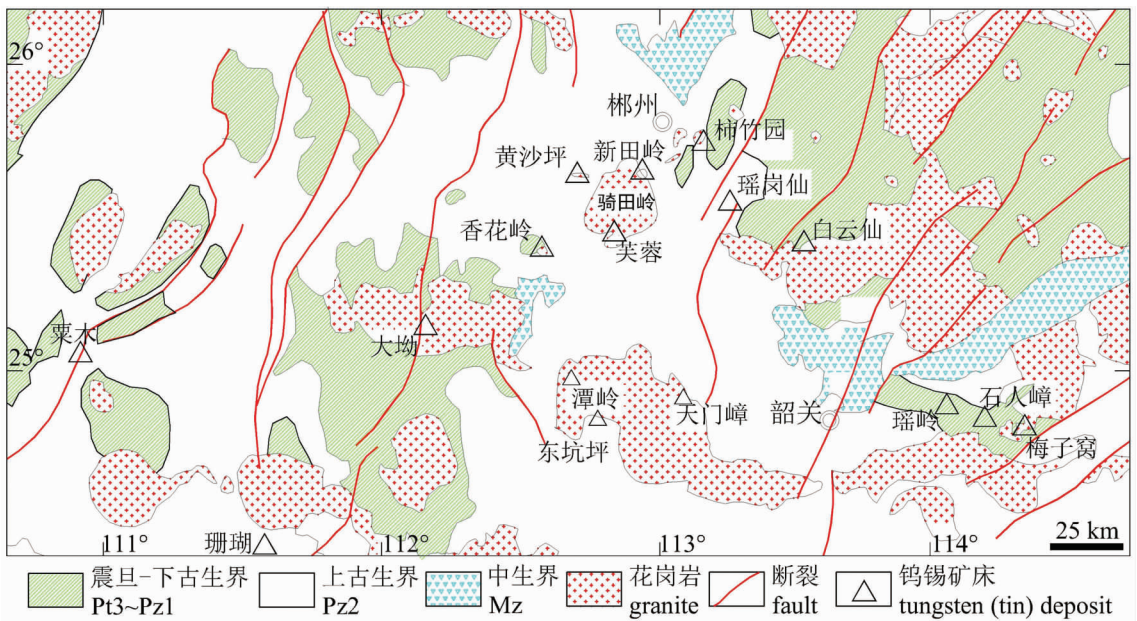 26°
郴州
柿竹园
黄沙坪
新田岭
瑶岗仙
骑田岭
香花岭
芙蓉
白云仙
栗木
25°
大坳
潭岭
天门嶂
韶关
瑶岭
石人嶂
东坑坪
梅子窝
珊瑚
111°
112°
113°
114°
25 km
震旦-下古生界
Pt3~Pz1
上古生界
Pz2
中生界
Mz
花岗岩
granite
断裂
fault
钨锡矿床
tungsten (tin) deposit